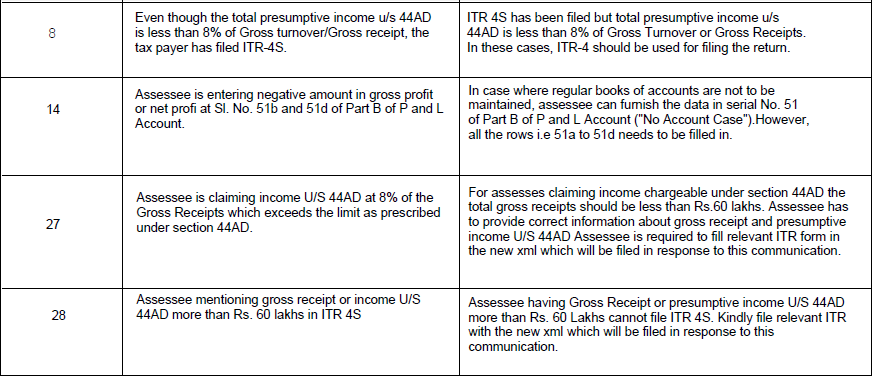 8
Even though the total presumptive income u/s 44AD
is less than 8% of Gross turnover/Gross receipt, the
tax payer has filed ITR-4S.
ITR 4S has been filed but total presumptive income u/s
44AD is less than 8% of Gross Turnover or Gross Receipts.
In these cases, ITR-4 should be used for filing the return.
14
Assessee is entering negative amount in gross profit
or net profi at Sl. No. 51b and 51d of Part B of P and L
Account.
In case where regular books of accounts are not to be
maintained, assessee can furnish the data in serial No. 51
of Part B of P and L Account ("No Account Case").However,
all the rows i.e 51a to 51d needs to be filled in.
27
Assessee is claiming income U/S 44AD at 8% of the
Gross Receipts which exceeds the limit as prescribed
under section 44AD.
For assesses claiming income chargeable under section 44AD the
total gross receipts should be less than Rs.60 lakhs. Assessee has
to provide correct information about gross receipt and presumptive
income U/S 44AD Assessee is required to fill relevant ITR form in
the new xml which will be filed in response to this communication.
28
Assessee mentioning gross receipt or income U/S
44AD more than Rs. 60 lakhs in ITR 4S
Assessee having Gross Receipt or presumptive income U/S 44AD
more than Rs. 60 Lakhs cannot file ITR 4S. Kindly file relevant ITR
with the new xml which will be filed in response to this
communication.